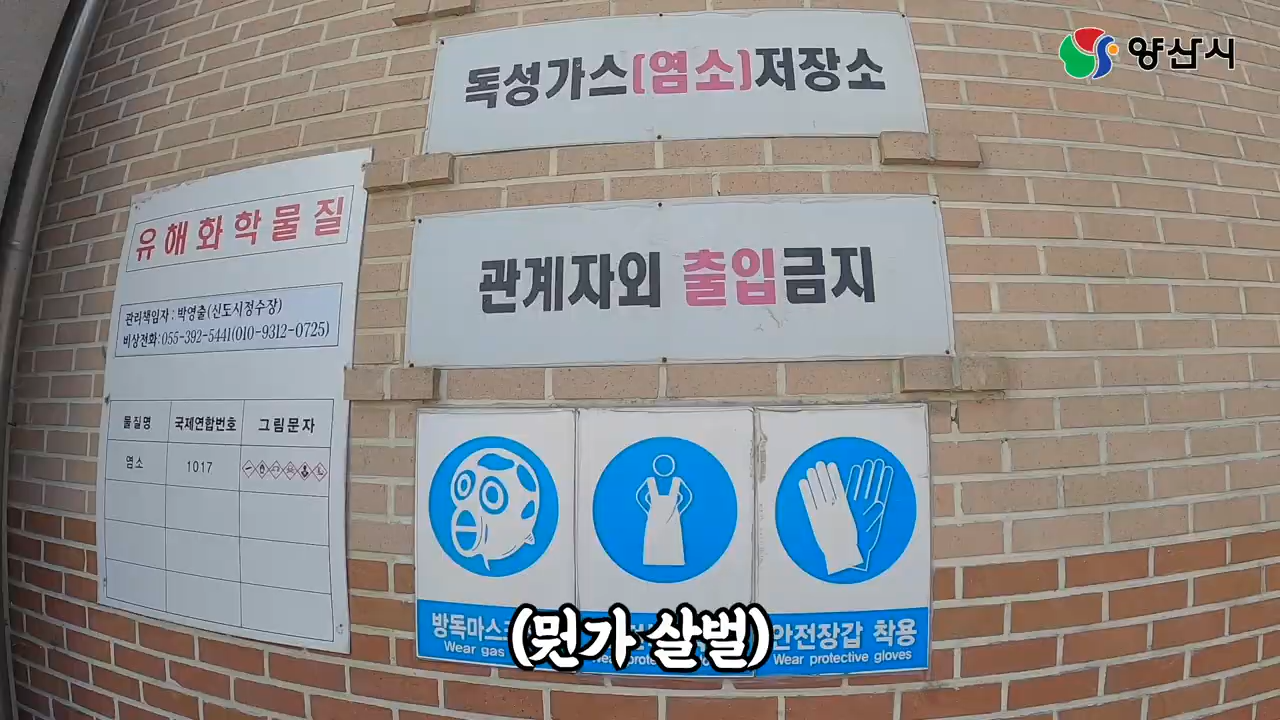 양산시
독성가스(염소)저장소
관계자외 출입금지
유해화학물질
관리책임자 : 박영출(신도시정수장)
비상전화:055-392-5441(010-9312-0725)
물질명 국제연합번호 그림문자
염소 1017
방독마스크
Wear gas
안전장갑 착용
Wear protective gloves
(뭔가 살벌)